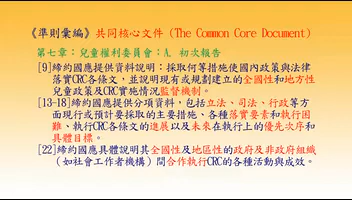 《準則彙編》共同核心文件 (The Common Core Document)
第七章：兒童權利委員會：A. 初次報告
[9]締約國應提供資料說明：採取何等措施使國內政策與法律
落實CRC各條文，並說明現有或規劃建立的全國性和地方性
兒童政策及CRC實施情況監督機制。
[13-18]締約國應提供分項資料，包括立法、司法、行政等方
面現行或預計要採取的主要措施、各種落實要素和執行困
難、執行CRC各條文的進展以及未來在執行上的優先次序和
具體目標。
[22]締約國應具體說明其全國性及地區性的政府及非政府組織
（如社會工作者機構）間合作執行CRC的各種活動與成效。